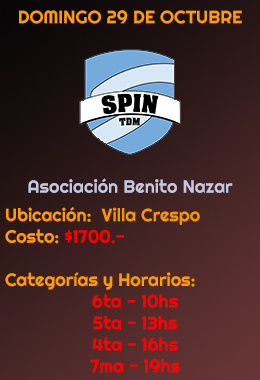 DOMINGO 29 DE OCTUBRE
SPIN
TDM
Asociación Benito Nazar
Ubicación: Villa Crespo
Costo: $1700.-
Categorías y Horarios:
6ta - 10hs
5ta - 13hs
4ta - 16hs
7ma - 19hs